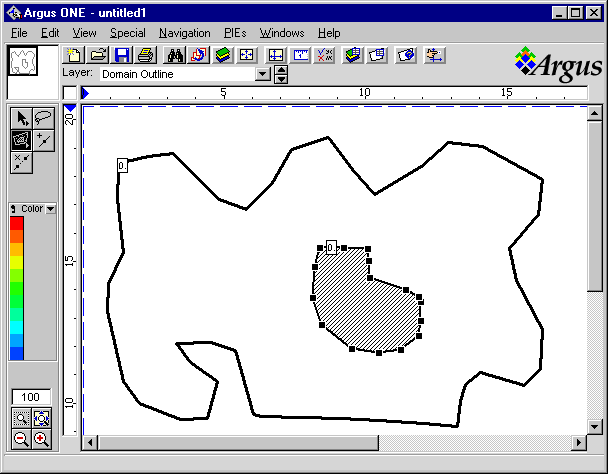 Argus ONE - untitled1
File Edit View Special Navigation PIEs Windows Help
Layer: Domain Outline
Argus
5 10 15
20
0.
Color
15
0.
100
10